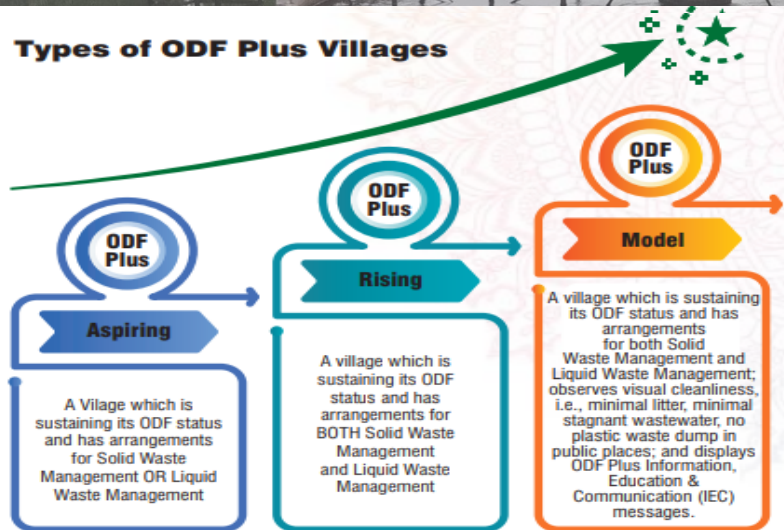 Types of ODF Plus Villages
ODF
Plus
Aspiring
A Vilage which is
sustaining its ODF status
and has arrangements
for Solid Waste
Management OR Liquid
Waste Management
ODF
Plus
Rising
A village which is
sustaining its ODF
status and has
arrangements for
BOTH Solid Waste
Management
and Liquid Waste
Management
ODF
Plus
Model
A village which is sustaining
its ODF status and has
arrangements
for both Solid
Waste Management and
Liquid Waste Management;
observes visual cleanliness,
i.e., minimal litter, minimal
stagnant wastewater, no
plastic waste dump in
public places; and displays
ODF Plus Information,
Education &
Communication (IEC)
messages.